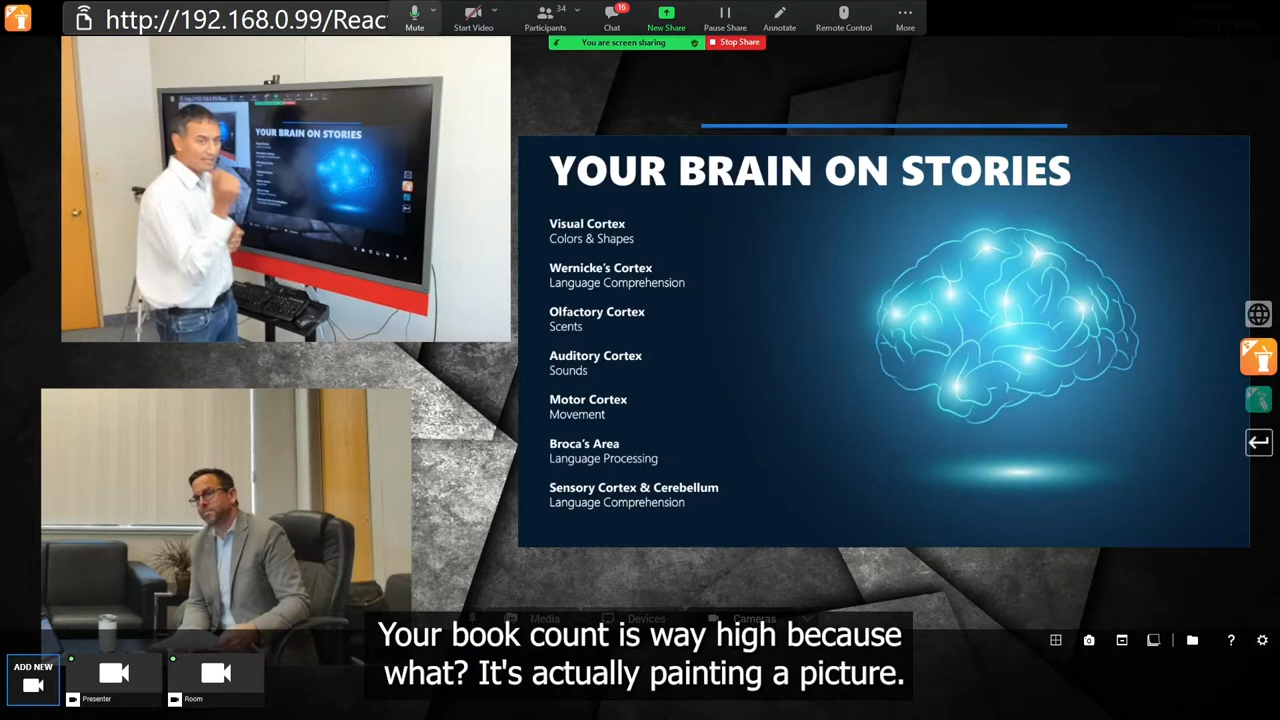 http://192.168.0.99/Reac
Mute
Start Video
34
Participants
16
Chat
New Share
Pause Share
Annotate
Remote Control
More
You are screen sharing
Stop Share
YOUR BRAIN ON STORIES
YOUR BRAIN ON STORIES
Visual Cortex
Colors & Shapes
Wernicke's Cortex
Language Comprehension
Olfactory Cortex
Scents
Auditory Cortex
Sounds
Motor Cortex
Movement
Broca's Area
Language Processing
Sensory Cortex & Cerebellum
Language Comprehension
Media
Devices
Cameras
Your book count is way high because
what? It's actually painting a picture.
ADD NEW
Presenter
Room